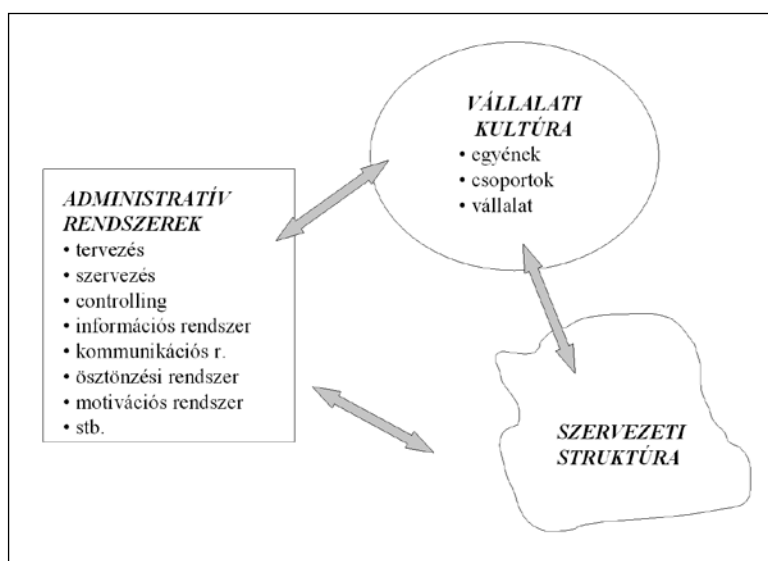 VÁLLALATI
KULTÚRA
• egyének
• csoportok
• vállalat
ADMINISTRATÍV
RENDSZEREK
• tervezés
• szervezés
• controlling
• információs rendszer
• kommunikációs r.
• ösztönzési rendszer
• motivációs rendszer
• stb.
SZERVEZETI
STRUKTÚRA